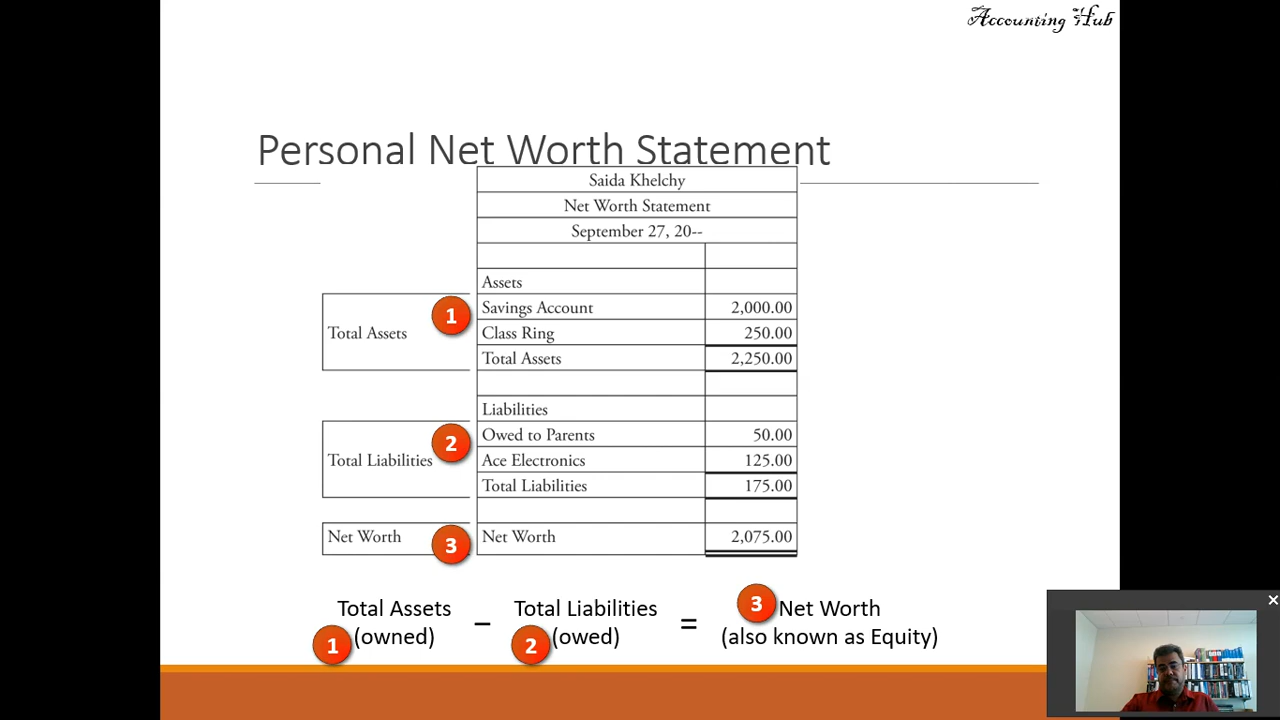 Accounting Hub
Personal Net Worth Statement
Saida Khelchy
Net Worth Statement
September 27, 20--
Assets
1 Savings Account 2,000.00
Total Assets Class Ring 250.00
Total Assets 2,250.00
Liabilities
2 Owed to Parents 50.00
Total Liabilities Ace Electronics 125.00
Total Liabilities 175.00
Net Worth 3 Net Worth 2,075.00
Total Assets − Total Liabilities = 3 Net Worth
1 (owned) 2 (owed) (also known as Equity)